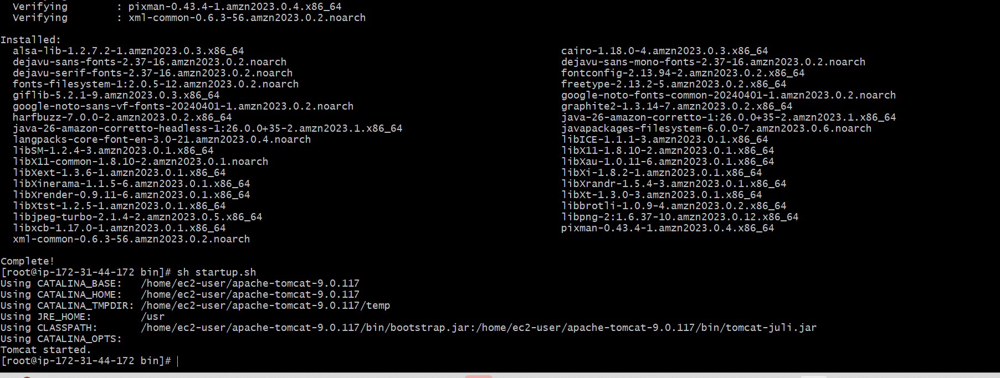 Verifying : pixman-0.43.4-1.amzn2023.0.4.x86_64
Verifying : xml-common-0.6.3-56.amzn2023.0.2.noarch
Installed:
alsa-lib-1.2.7.2-1.amzn2023.0.3.x86_64 cairo-1.18.0-4.amzn2023.0.3.x86_64
dejavu-sans-fonts-2.37-16.amzn2023.0.2.noarch dejavu-sans-mono-fonts-2.37-16.amzn2023.0.2.noarch
dejavu-serif-fonts-2.37-16.amzn2023.0.2.noarch fontconfig-2.13.94-2.amzn2023.0.2.x86_64
fonts-filesystem-1:2.0.5-12.amzn2023.0.2.noarch freetype-2.13.2-5.amzn2023.0.2.x86_64
giflib-5.2.1-9.amzn2023.0.3.x86_64 google-noto-fonts-common-20240401-1.amzn2023.0.2.noarch
google-noto-sans-vf-fonts-20240401-1.amzn2023.0.2.noarch graphite2-1.3.14-7.amzn2023.0.2.x86_64
harfbuzz-7.0.0-2.amzn2023.0.2.x86_64 java-26-amazon-corretto-1:26.0.0+35-2.amzn2023.1.x86_64
java-26-amazon-corretto-headless-1:26.0.0+35-2.amzn2023.1.x86_64 javapackages-filesystem-6.0.0-7.amzn2023.0.6.noarch
langpacks-core-font-en-3.0-21.amzn2023.0.4.noarch libICE-1.1.1-3.amzn2023.0.1.x86_64
libSM-1.2.4-3.amzn2023.0.1.x86_64 libX11-1.8.10-2.amzn2023.0.1.x86_64
libX11-common-1.8.10-2.amzn2023.0.1.noarch libXau-1.0.11-6.amzn2023.0.1.x86_64
libXext-1.3.6-1.amzn2023.0.1.x86_64 libXi-1.8.2-1.amzn2023.0.1.x86_64
libXinerama-1.1.5-6.amzn2023.0.1.x86_64 libXrandr-1.5.4-3.amzn2023.0.1.x86_64
libXrender-0.9.11-6.amzn2023.0.1.x86_64 libXt-1.3.0-3.amzn2023.0.1.x86_64
libXtst-1.2.5-1.amzn2023.0.1.x86_64 libbrotli-1.0.9-4.amzn2023.0.2.x86_64
libjpeg-turbo-2.1.4-2.amzn2023.0.5.x86_64 libpng-2:1.6.37-10.amzn2023.0.12.x86_64
libxcb-1.17.0-1.amzn2023.0.1.x86_64 pixman-0.43.4-1.amzn2023.0.4.x86_64
xml-common-0.6.3-56.amzn2023.0.2.noarch
Complete!
[root@ip-172-31-44-172 bin]# sh startup.sh
Using CATALINA_BASE: /home/ec2-user/apache-tomcat-9.0.117
Using CATALINA_HOME: /home/ec2-user/apache-tomcat-9.0.117
Using CATALINA_TMPDIR: /home/ec2-user/apache-tomcat-9.0.117/temp
Using JRE_HOME: /usr
Using CLASSPATH: /home/ec2-user/apache-tomcat-9.0.117/bin/bootstrap.jar:/home/ec2-user/apache-tomcat-9.0.117/bin/tomcat-juli.jar
Using CATALINA_OPTS:
Tomcat started.
[root@ip-172-31-44-172 bin]#